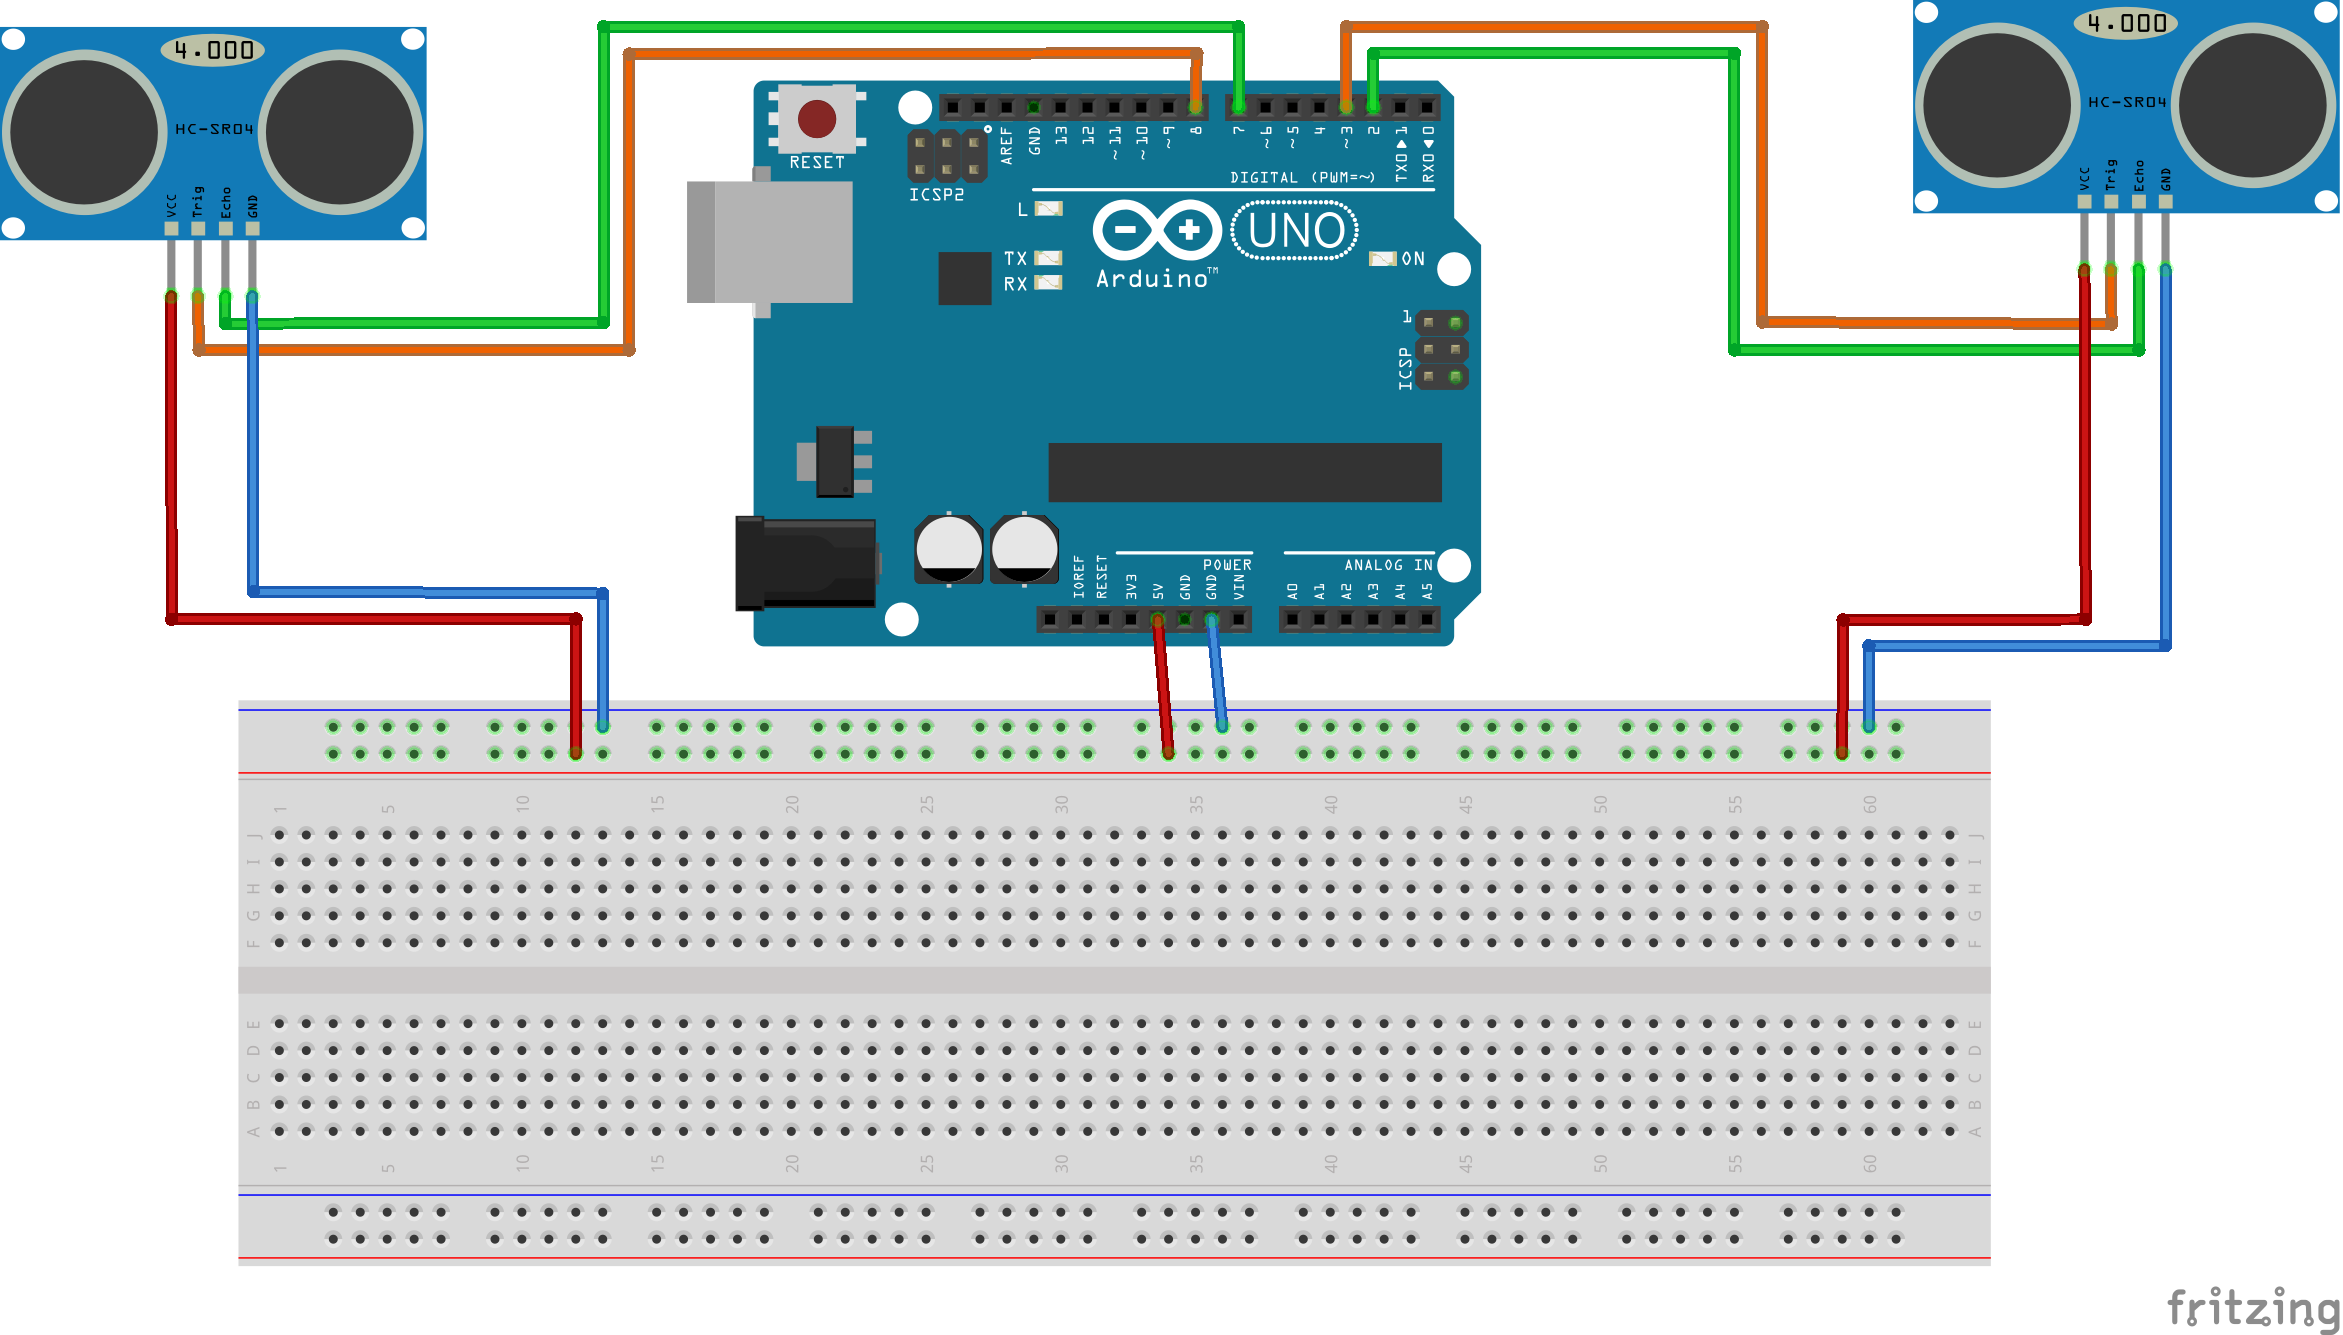 4.000
HC-SR04
VCC
Trig
Echo
GND
4.000
HC-SR04
VCC
Trig
Echo
GND
RESET
ICSP2
AREF
GND
13
12
~11
~10
~9
8
7
~6
~5
4
~3
2
TX0▶1
RX0◀0
DIGITAL (PWM=~)
L
TX
RX
UNO
Arduino™
ON
1
ICSP
IOREF
RESET
3V3
5V
GND
GND
VIN
POWER
A0
A1
A2
A3
A4
A5
ANALOG IN
1 5 10 15 20 25 30 35 40 45 50 55 60
J J
I I
H H
G G
F F
E E
D D
C C
B B
A A
1 5 10 15 20 25 30 35 40 45 50 55 60
fritzing